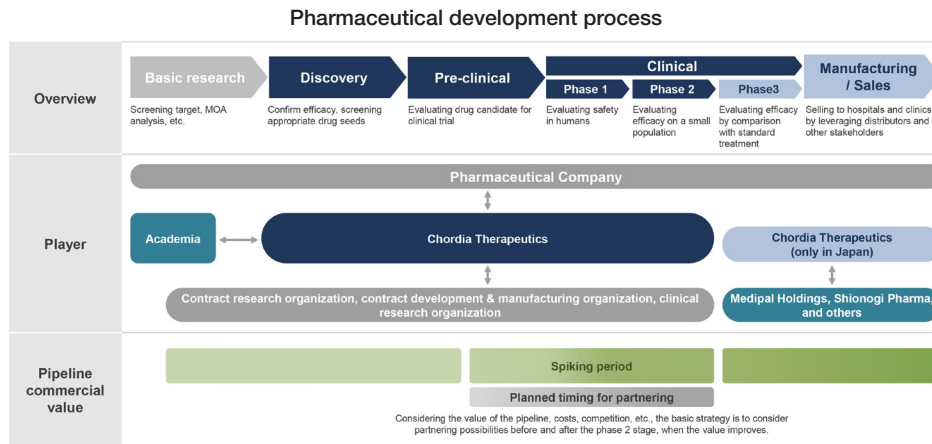 Pharmaceutical development process
Overview
Basic research
Discovery
Pre-clinical
Clinical
Phase 1
Phase 2
Phase3
Manufacturing
/ Sales
Screening target, MOA
analysis, etc.
Confirm efficacy, screening
appropriate drug seeds
Evaluating drug candidate for
clinical trial
Evaluating safety
in humans
Evaluating
efficacy on a small
population
Evaluating efficacy
by comparison
with standard
treatment
Selling to hospitals and clinics
by leveraging distributors and
other stakeholders
Player
Pharmaceutical Company
Academia
Chordia Therapeutics
Chordia Therapeutics
(only in Japan)
Contract research organization, contract development & manufacturing organization, clinical
research organization
Medipal Holdings, Shionogi Pharma,
and others
Pipeline
commercial
value
Spiking period
Planned timing for partnering
Considering the value of the pipeline, costs, competition, etc., the basic strategy is to consider
partnering possibilities before and after the phase 2 stage, when the value improves.